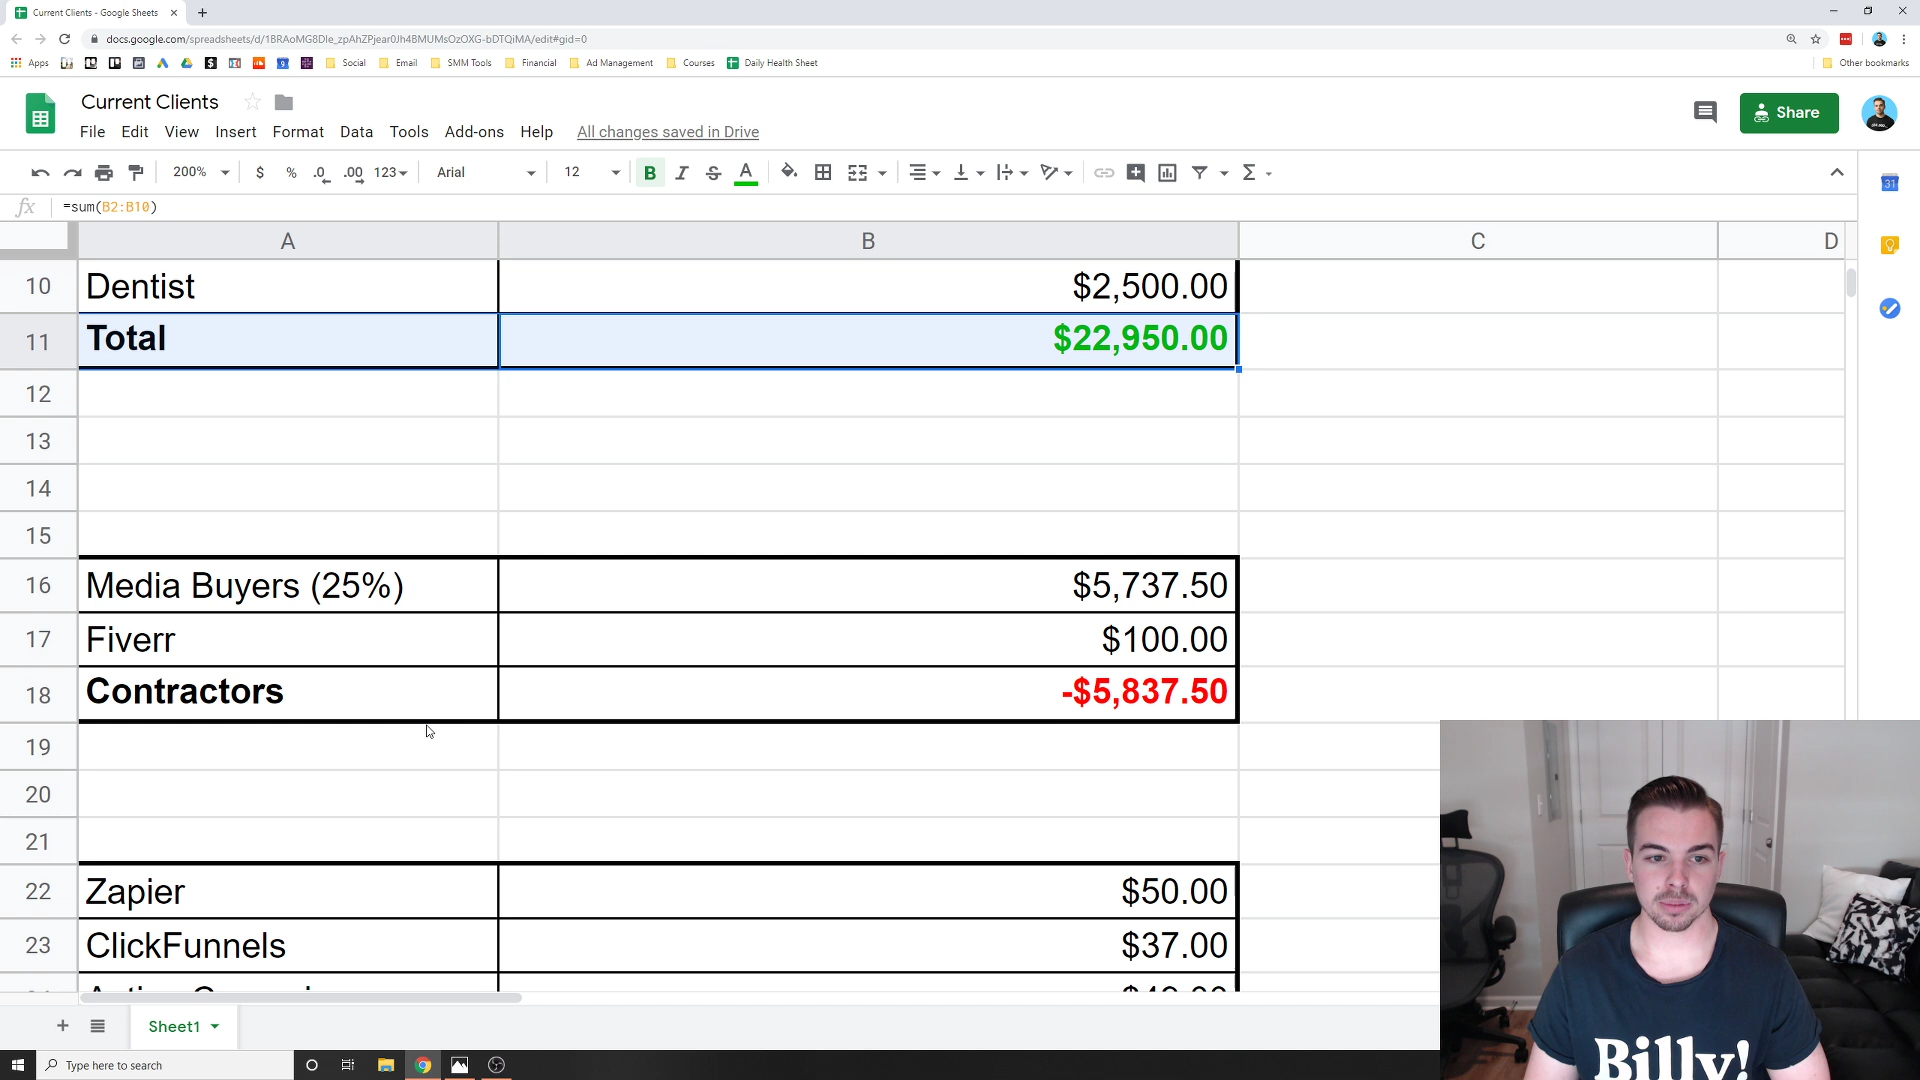 Current Clients - Google Sheets
docs.google.com/spreadsheets/d/1BRAoMG8Dle_zpAhZPjear0Jh4BMUMsOzOXG-bDTQiMA/edit#gid=0
Apps Social Email SMM Tools Financial Ad Management Courses Daily Health Sheet Other bookmarks
Current Clients
Share
File Edit View Insert Format Data Tools Add-ons Help All changes saved in Drive
200% $ % .0 .00 123 Arial 12 B I S A Σ
31
fx =sum(B2:B10)
A B C D
10 Dentist $2,500.00
11 Total $22,950.00
12
13
14
15
16 Media Buyers (25%) $5,737.50
17 Fiverr $100.00
18 Contractors -$5,837.50
19
20
21
22 Zapier $50.00
23 ClickFunnels $37.00
Sheet1
Type here to search
Billy!